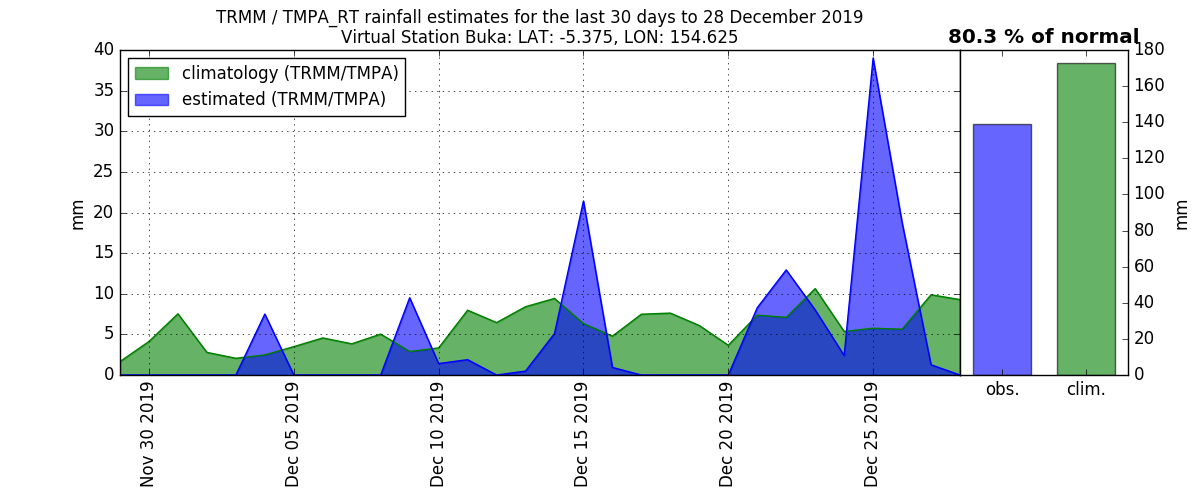 TRMM / TMPA_RT rainfall estimates for the last 30 days to 28 December 2019
Virtual Station Buka: LAT: -5.375, LON: 154.625
80.3 % of normal
climatology (TRMM/TMPA)
estimated (TRMM/TMPA)
40
35
30
25
20
15
10
5
0
mm
Nov 30 2019
Dec 05 2019
Dec 10 2019
Dec 15 2019
Dec 20 2019
Dec 25 2019
obs.
clim.
180
160
140
120
100
80
60
40
20
0
mm